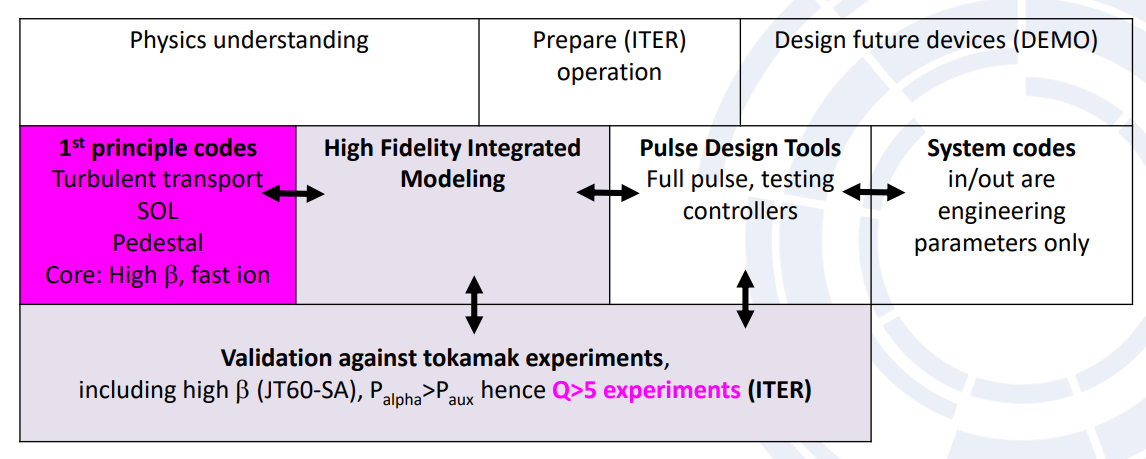 Physics understanding
Prepare (ITER)
operation
Design future devices (DEMO)
1st principle codes
Turbulent transport
SOL
Pedestal
Core: High β, fast ion
High Fidelity Integrated
Modeling
Pulse Design Tools
Full pulse, testing
controllers
System codes
in/out are
engineering
parameters only
Validation against tokamak experiments,
including high β (JT60-SA), Palpha>Paux hence Q>5 experiments (ITER)